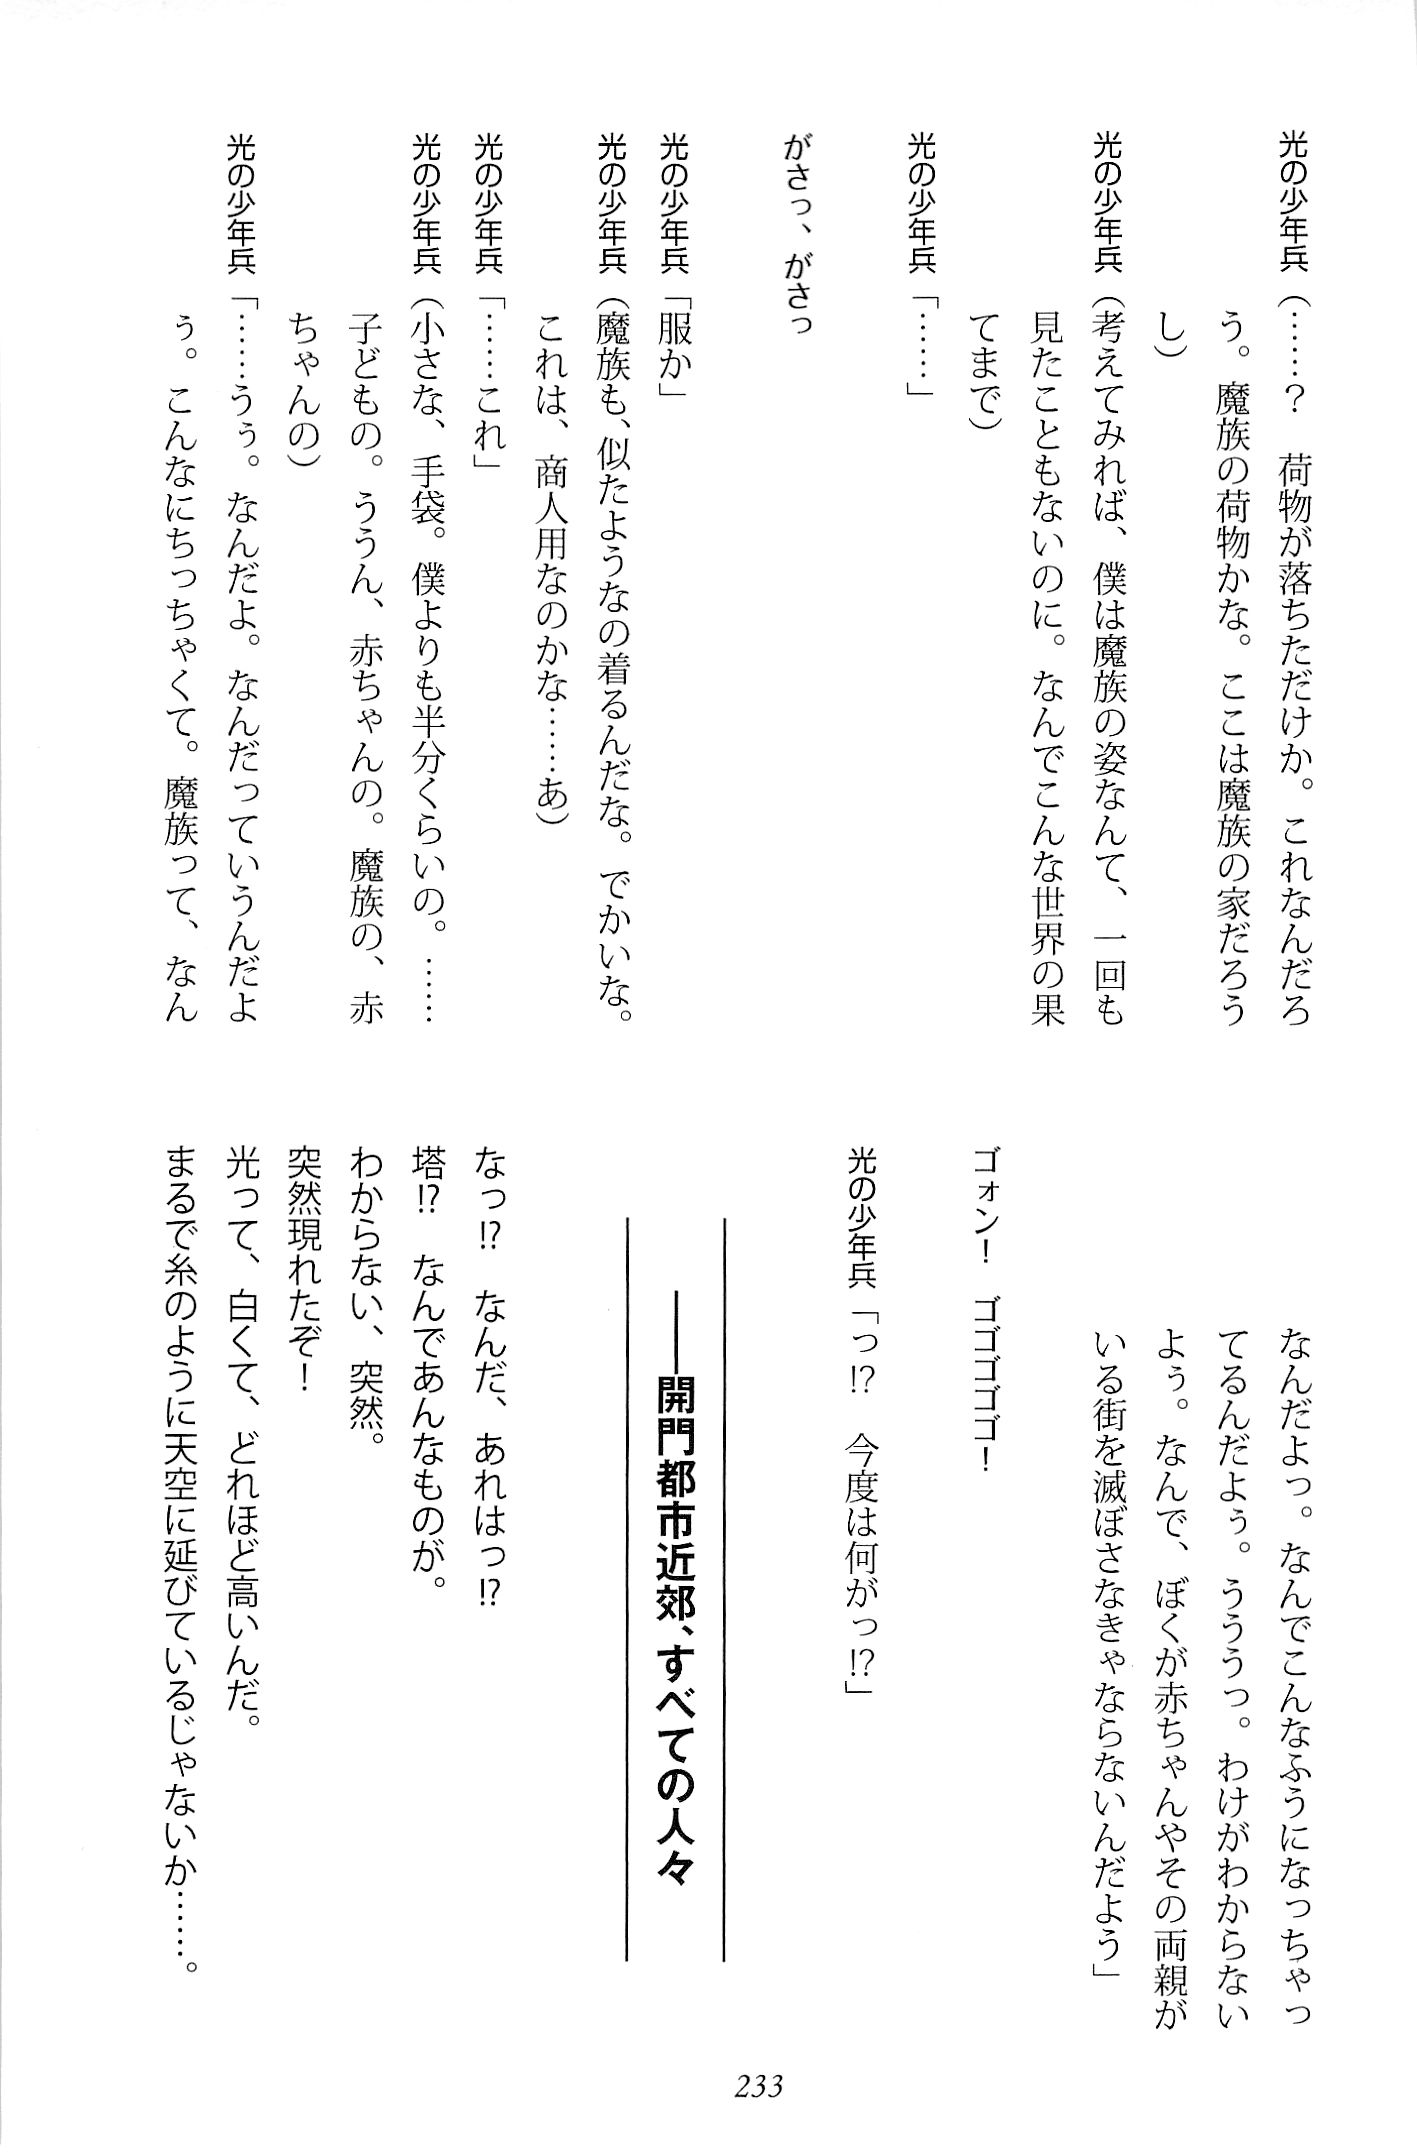 光の少年兵（……？　荷物が落ちただけか。これなんだろ
う。魔族の荷物かな。ここは魔族の家だろう
し）
光の少年兵（考えてみれば、僕は魔族の姿なんて、一回も
見たこともないのに。なんでこんな世界の果
てまで）
光の少年兵「……」
がさっ、がさっ
光の少年兵「服か」
光の少年兵（魔族も、似たようなの着るんだな。でかいな。
これは、商人用なのかな……あ）
光の少年兵「……これ」
光の少年兵（小さな、手袋。僕よりも半分くらいの。……
子どもの。ううん、赤ちゃんの。魔族の、赤
ちゃんの）
光の少年兵「……うぅ。なんだよ。なんだっていうんだよ
ぅ。こんなにちっちゃくて。魔族って、なん
なんだよっ。なんでこんなふうになっちゃっ
てるんだよぅ。うううっ。わけがわからない
よぅ。なんで、ぼくが赤ちゃんやその両親が
いる街を滅ぼさなきゃならないんだよう」
ゴォン！　ゴゴゴゴゴ！
光の少年兵「っ!?　今度は何がっ!?」
――開門都市近郊、すべての人々
なっ!?　なんだ、あれはっ!?
塔!?　なんであんなものが。
わからない、突然。
突然現れたぞ！
光って、白くて、どれほど高いんだ。
まるで糸のように天空に延びているじゃないか……。
233